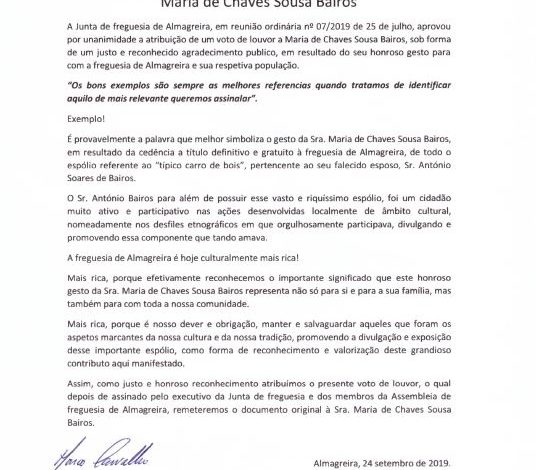 Maria de Chaves Sousa Bairos
A Junta de freguesia de Almagreira, em reunião ordinária nº 07/2019 de 25 de julho, aprovou
por unanimidade a atribuição de um voto de louvor a Maria de Chaves Sousa Bairos, sob forma
de um justo e reconhecido agradecimento publico, em resultado do seu honroso gesto para
com a freguesia de Almagreira e sua respetiva população.
“Os bons exemplos são sempre as melhores referencias quando tratamos de identificar
aquilo de mais relevante queremos assinalar”.
Exemplo!
É provavelmente a palavra que melhor simboliza o gesto da Sra. Maria de Chaves Sousa Bairos,
em resultado da cedência a título definitivo e gratuito à freguesia de Almagreira, de todo o
espólio referente ao “típico carro de bois”, pertencente ao seu falecido esposo, Sr. António
Soares de Bairos.
O Sr. António Bairos para além de possuir esse vasto e riquíssimo espólio, foi um cidadão
muito ativo e participativo nas ações desenvolvidas localmente de âmbito cultural,
nomeadamente nos desfiles etnográficos em que orgulhosamente participava, divulgando e
promovendo essa componente que tando amava.
A freguesia de Almagreira é hoje culturalmente mais rica!
Mais rica, porque efetivamente reconhecemos o importante significado que este honroso
gesto da Sra. Maria de Chaves Sousa Bairos representa não só para si e para a sua família, mas
também para com toda a nossa comunidade.
Mais rica, porque é nosso dever e obrigação, manter e salvaguardar aqueles que foram os
aspetos marcantes da nossa cultura e da nossa tradição, promovendo a divulgação e exposição
desse importante espólio, como forma de reconhecimento e valorização deste grandioso
contributo aqui manifestado.
Assim, como justo e honroso reconhecimento atribuímos o presente voto de louvor, o qual
depois de assinado pelo executivo da Junta de freguesia e dos membros da Assembleia de
freguesia de Almagreira, remeteremos o documento original à Sra. Maria de Chaves Sousa
Bairos.
Almagreira, 24 setembro de 2019.